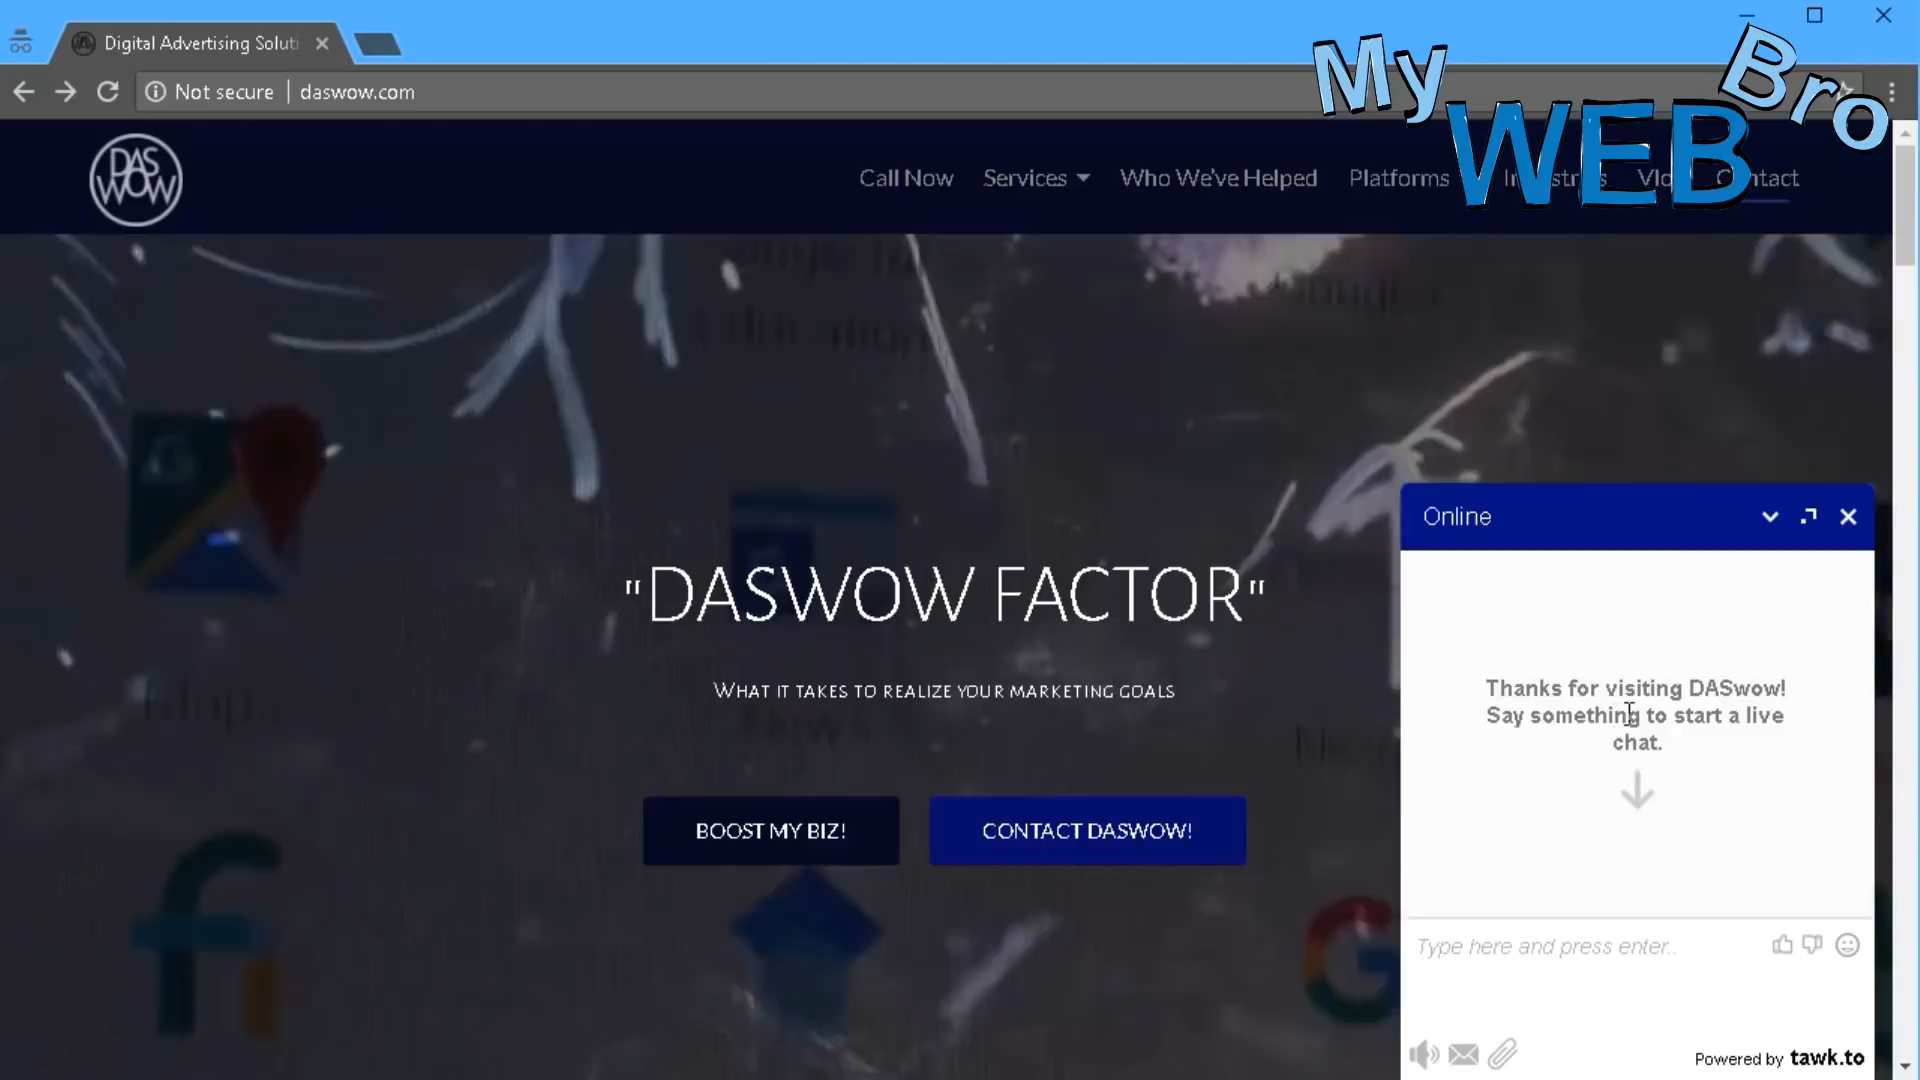 Digital Advertising Soluti
Not secure
daswow.com
My
WEB
Bro
DAS
WOW
Call Now
Services
Who We've Helped
Platforms
Contact
"DASWOW FACTOR"
WHAT IT TAKES TO REALIZE YOUR MARKETING GOALS
BOOST MY BIZ!
CONTACT DASWOW!
Online
Thanks for visiting DASwow!
Say something to start a live
chat.
Type here and press enter..
Powered by tawk.to